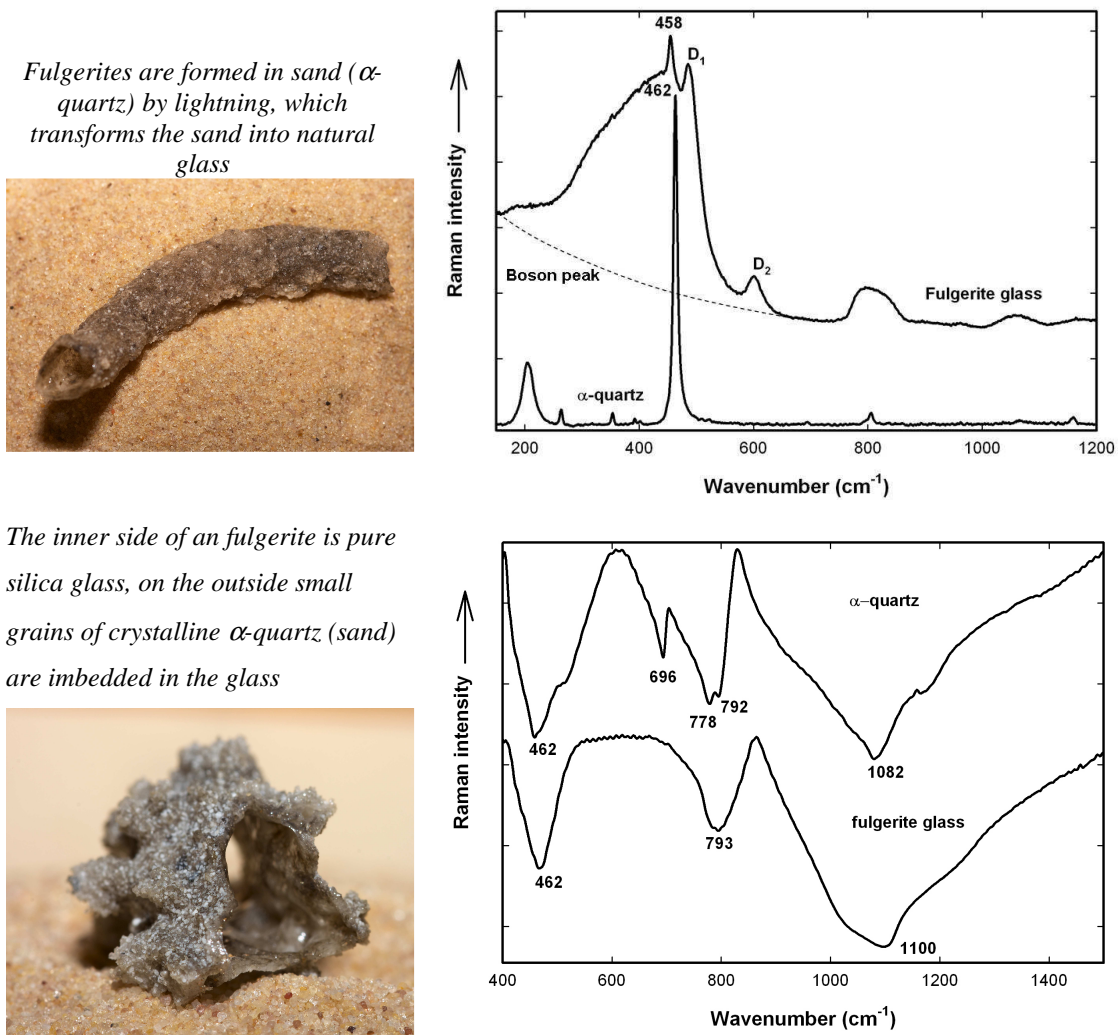 Fulgerites are formed in sand (α-
quartz) by lightning, which
transforms the sand into natural
glass
458
D1
462
D2
Boson peak
Fulgerite glass
α-quartz
Raman intensity
200 400 600 800 1000 1200
Wavenumber (cm-1)
The inner side of an fulgerite is pure
silica glass, on the outside small
grains of crystalline α-quartz (sand)
are imbedded in the glass
α−quartz
696
778
792
462
1082
fulgerite glass
793
462
1100
Raman intensity
400 600 800 1000 1200 1400
Wavenumber (cm-1)